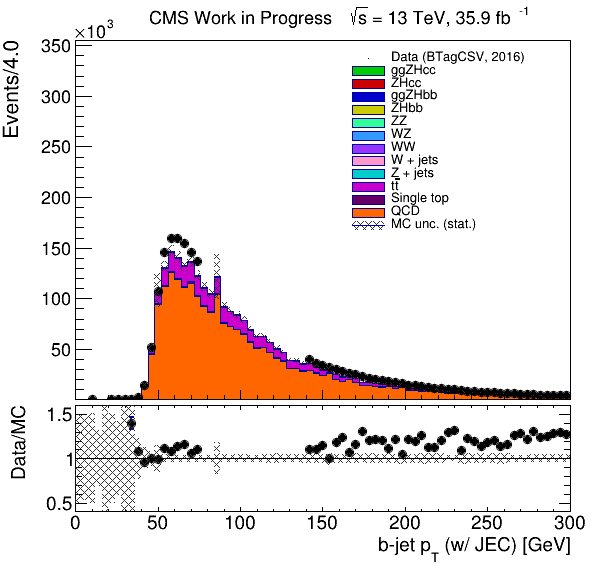 CMS Work in Progress √s = 13 TeV, 35.9 fb -1
×10³
Events/4.0
350
300
250
200
150
100
50
Data (BTagCSV, 2016)
ggZHcc
ZHcc
ggZHbb
ZHbb
ZZ
WZ
WW
W + jets
Z + jets
tt̅
Single top
QCD
MC unc. (stat.)
Data/MC
1.5
1
0.5
0 50 100 150 200 250 300
b-jet p_T (w/ JEC) [GeV]